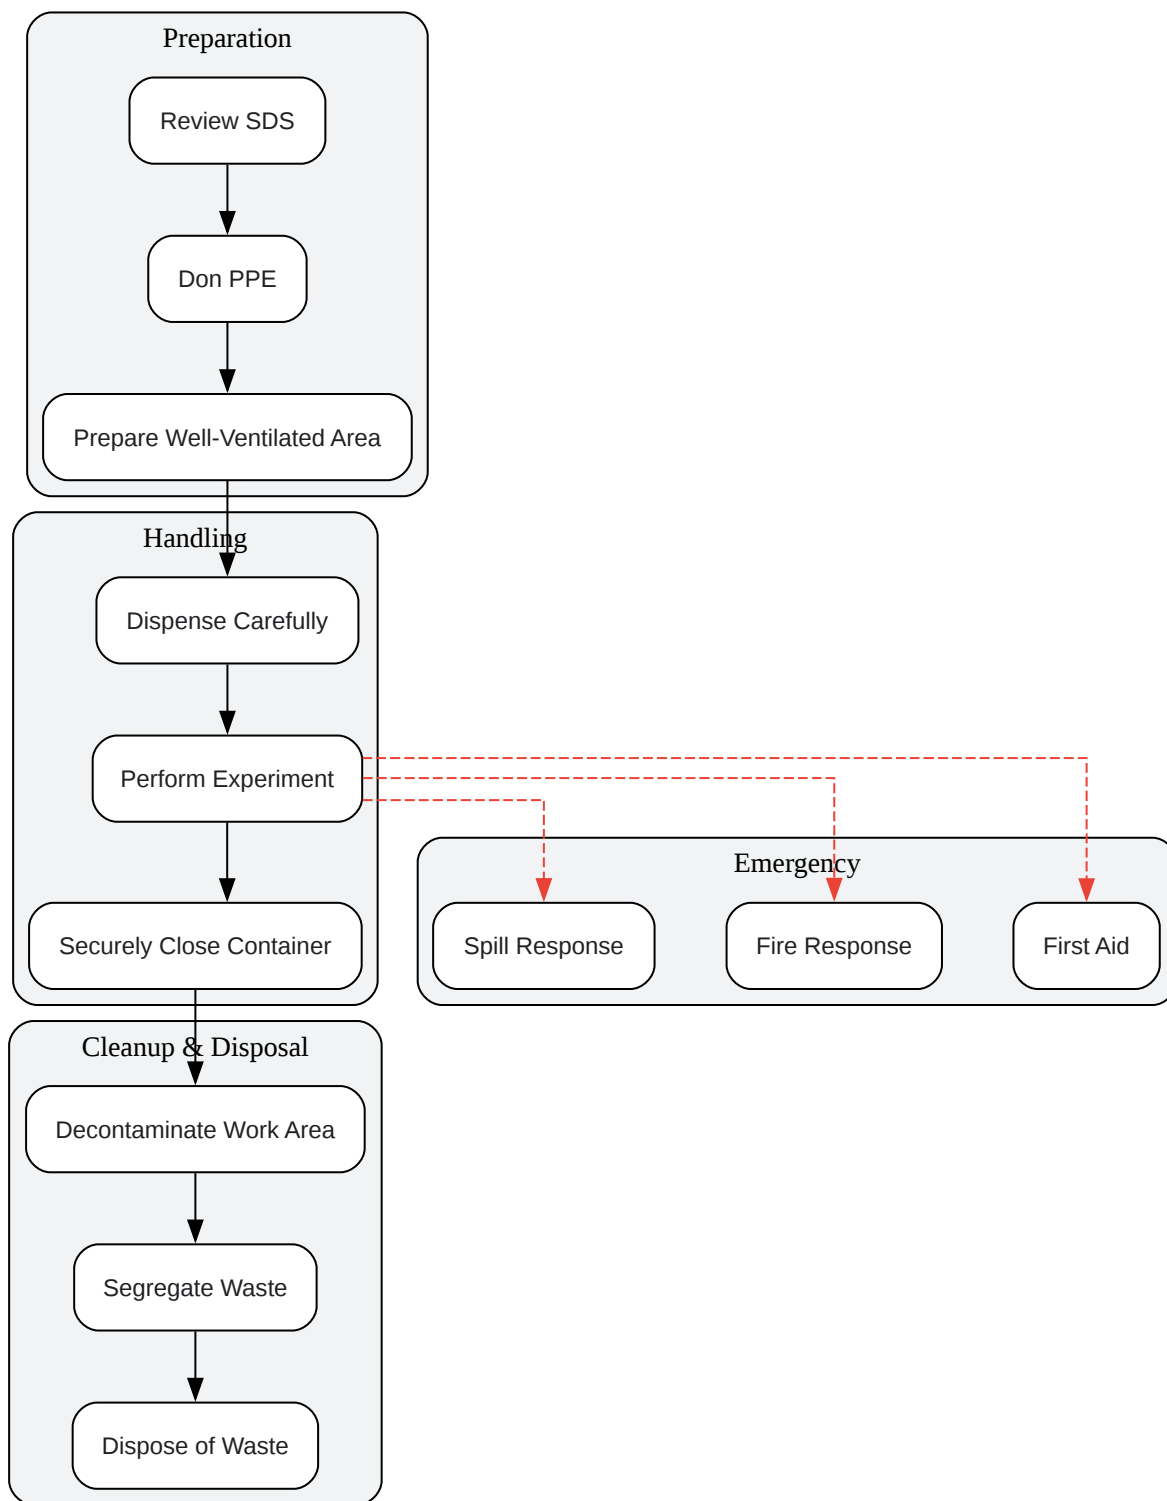 Preparation
Review SDS
Don PPE
Prepare Well-Ventilated Area
Handling
Dispense Carefully
Perform Experiment
Securely Close Container
Emergency
Spill Response
Fire Response
First Aid
Cleanup & Disposal
Decontaminate Work Area
Segregate Waste
Dispose of Waste